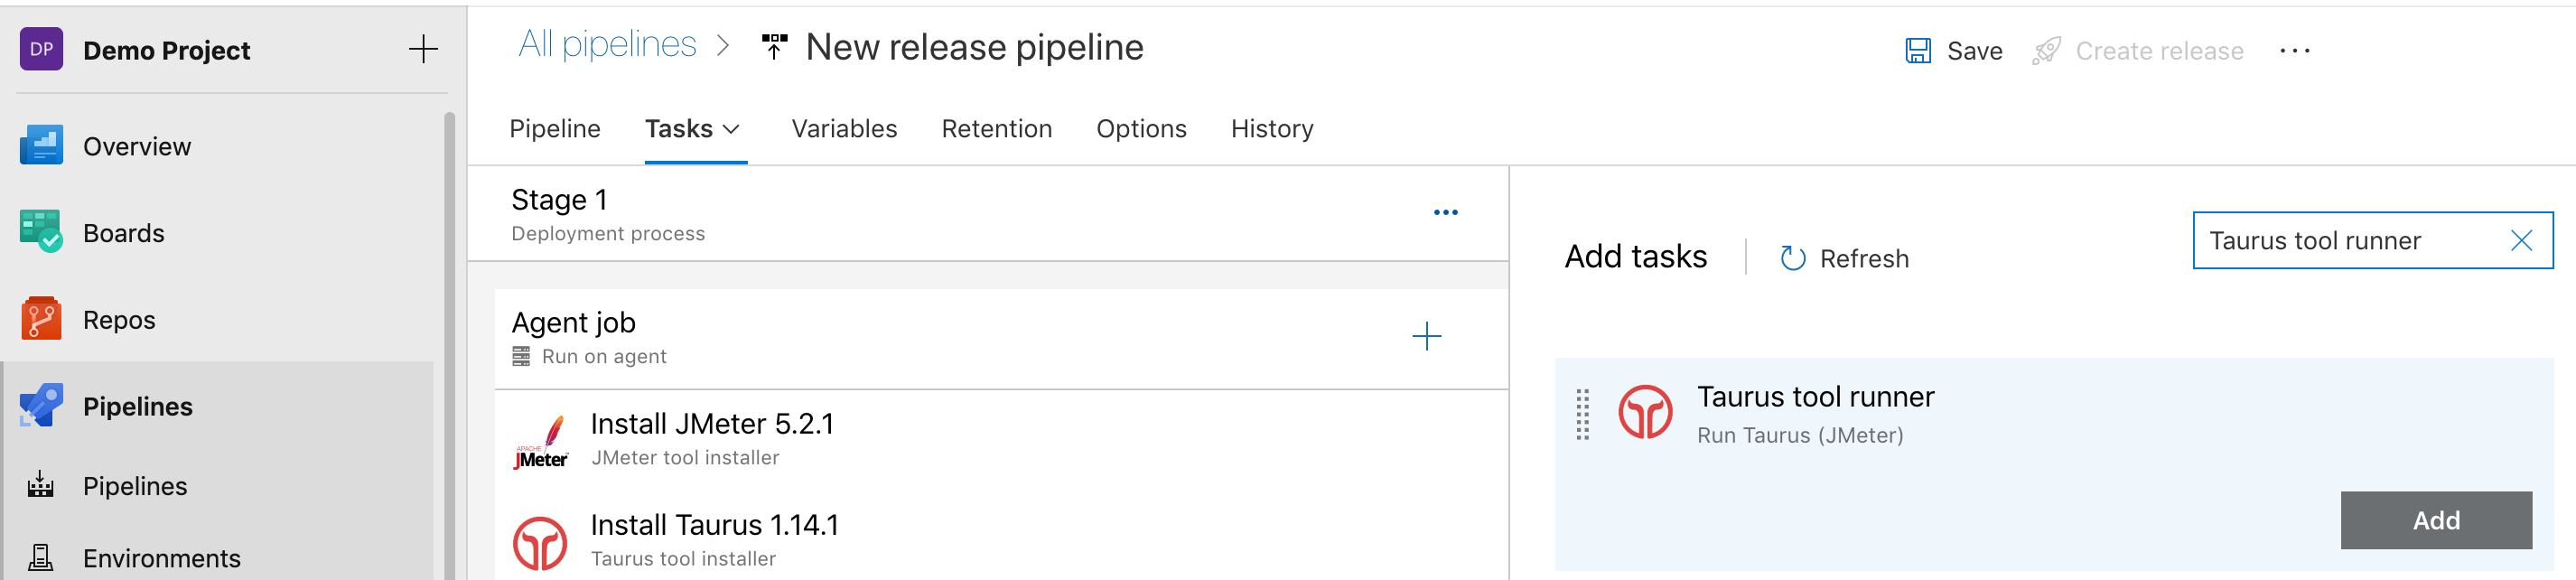 DP Demo Project
Overview
Boards
Repos
Pipelines
Pipelines
Environments
All pipelines > New release pipeline
Save Create release ...
Pipeline Tasks Variables Retention Options History
Stage 1
Deployment process
Agent job
Run on agent
APACHE
JMeter
Install JMeter 5.2.1
JMeter tool installer
Install Taurus 1.14.1
Taurus tool installer
Add tasks Refresh
Taurus tool runner
Taurus tool runner
Run Taurus (JMeter)
Add